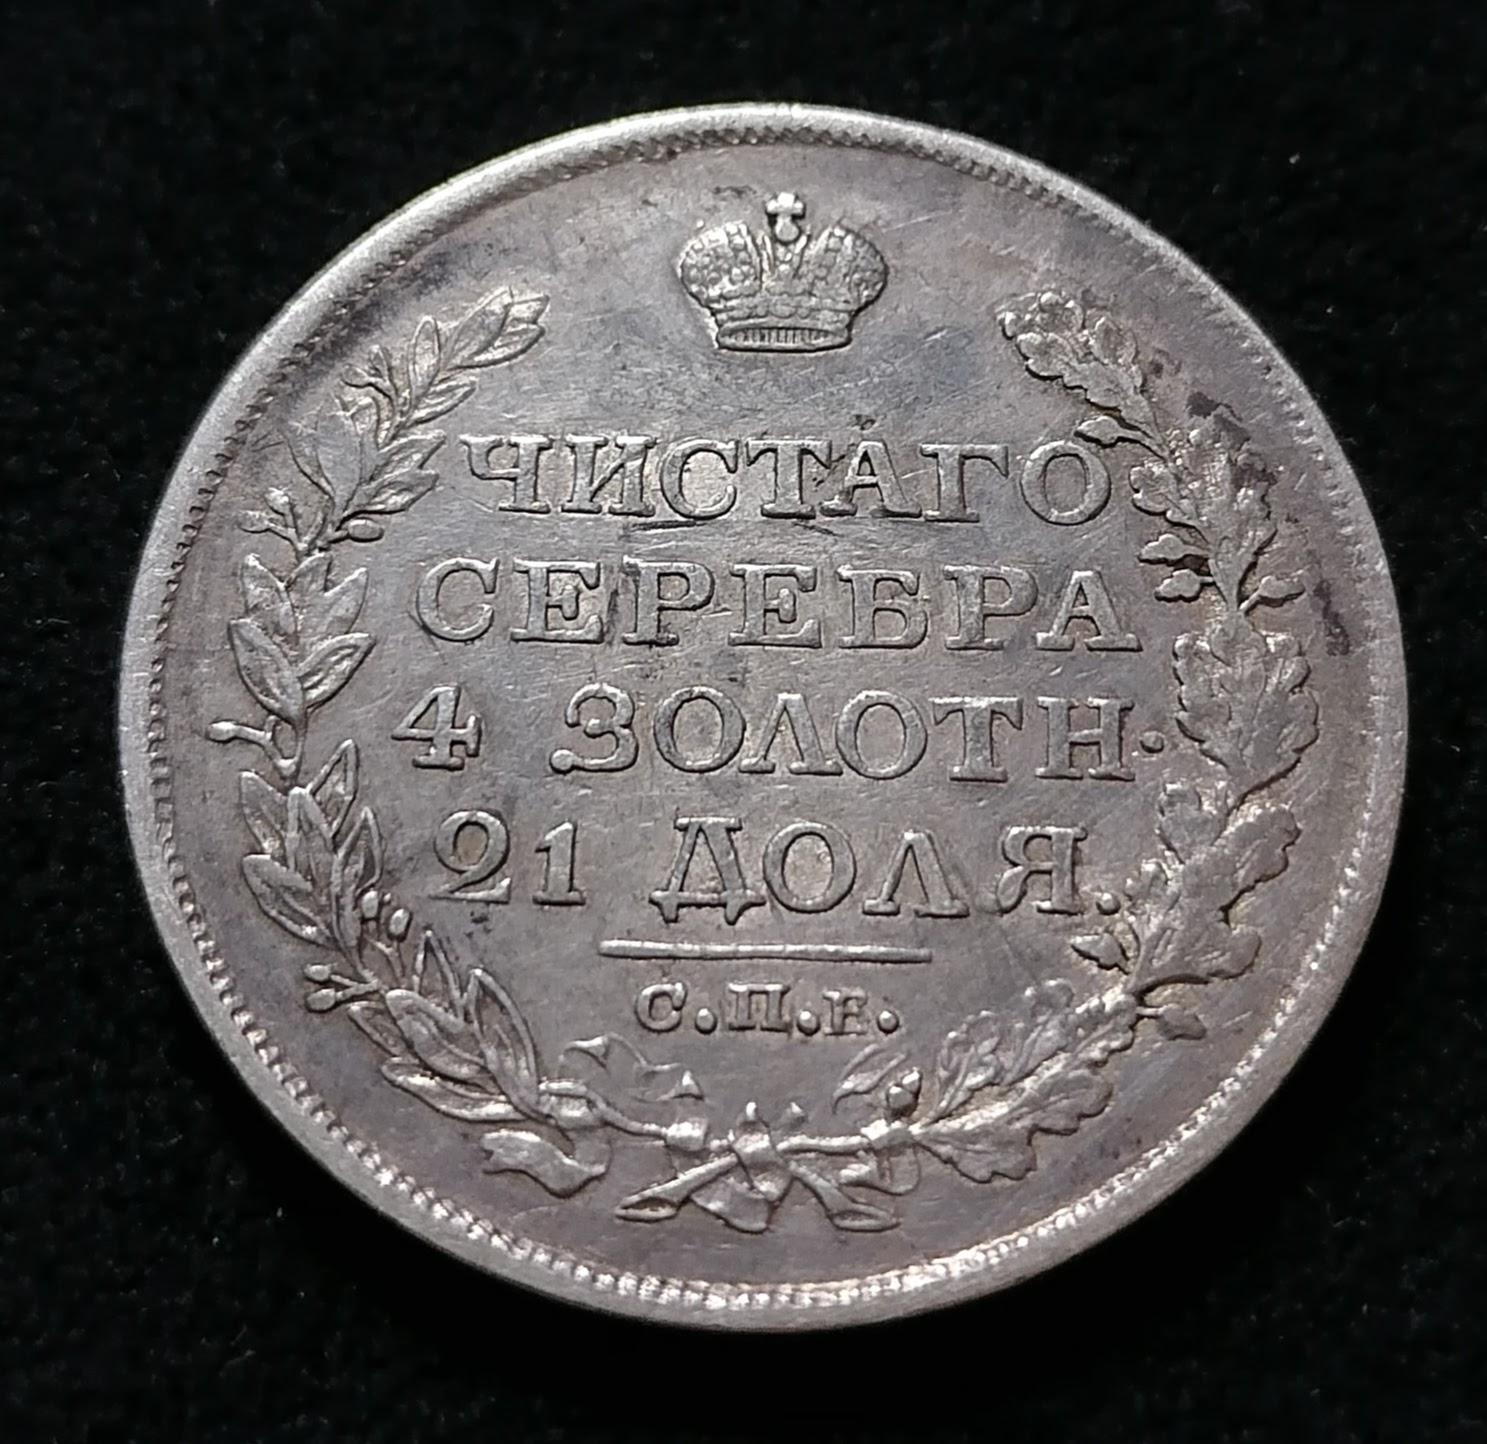 ЧИСТАГО
СЕРЕБРА
4 ЗОЛОТН.
21 ДОЛЯ.
С.П.Б.